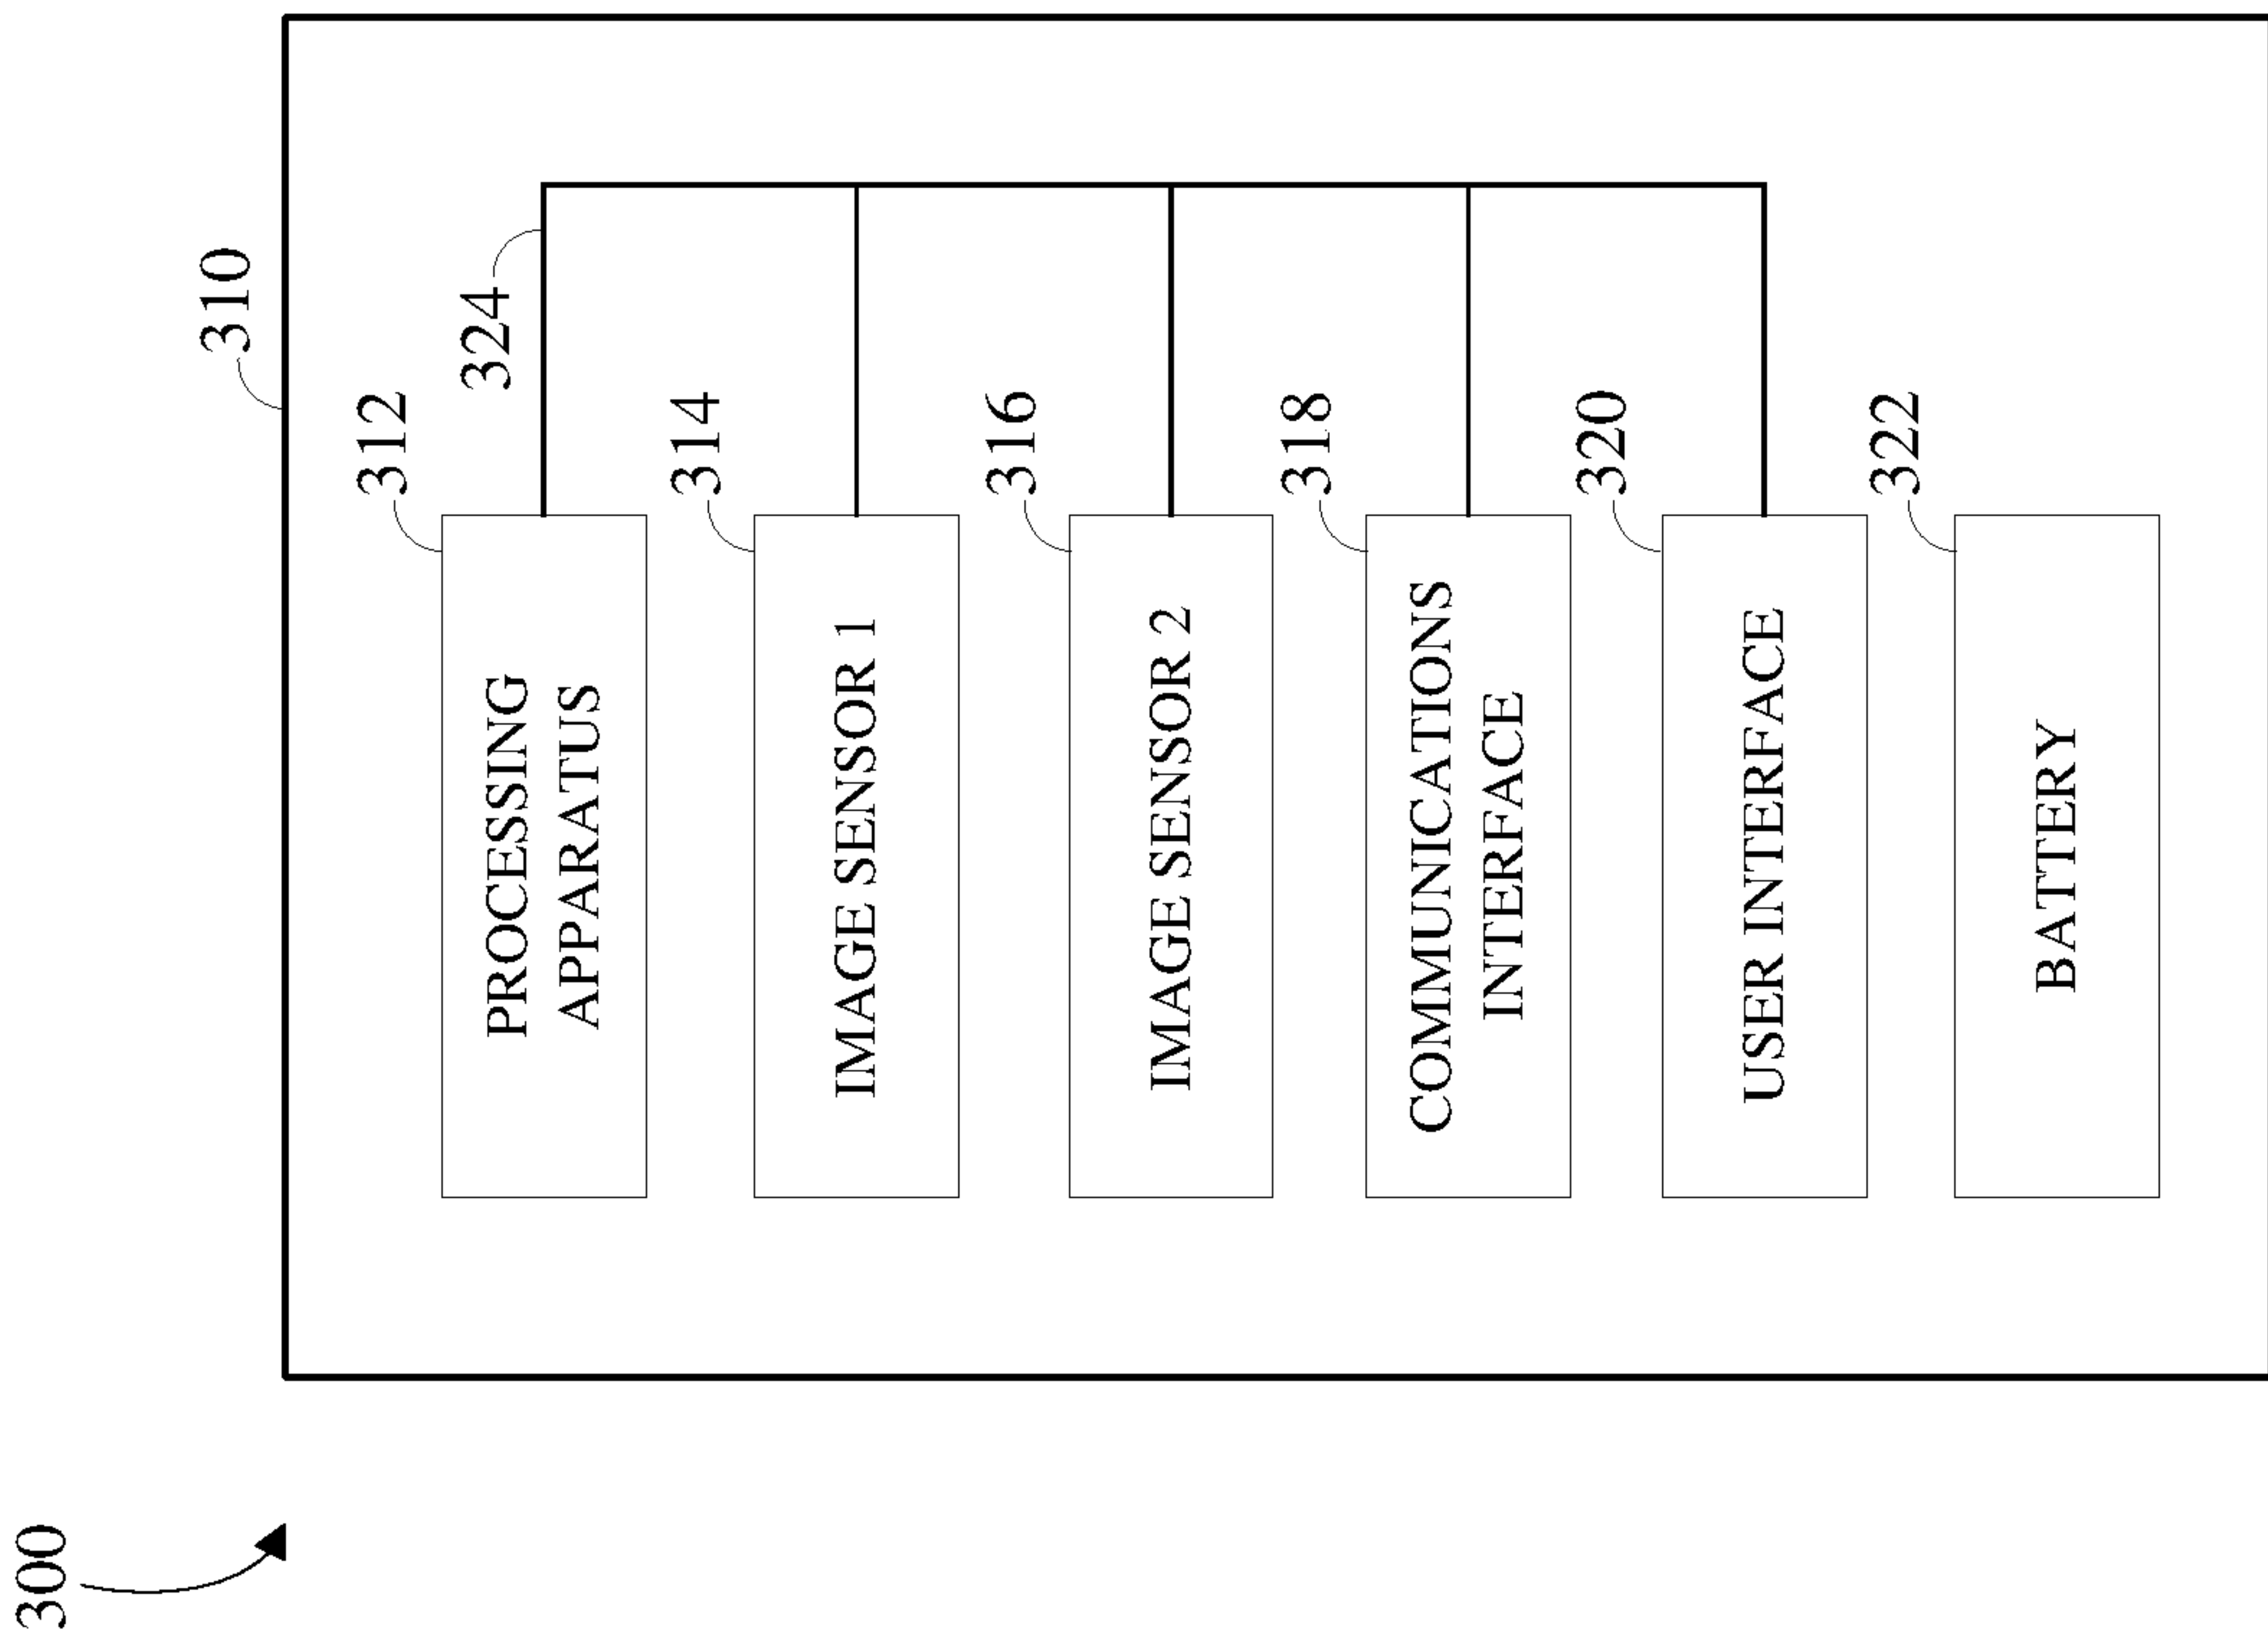 300
310
312
324
PROCESSING
APPARATUS
314
IMAGE SENSOR 1
316
IMAGE SENSOR 2
318
COMMUNICATIONS
INTERFACE
320
USER INTERFACE
322
BATTERY